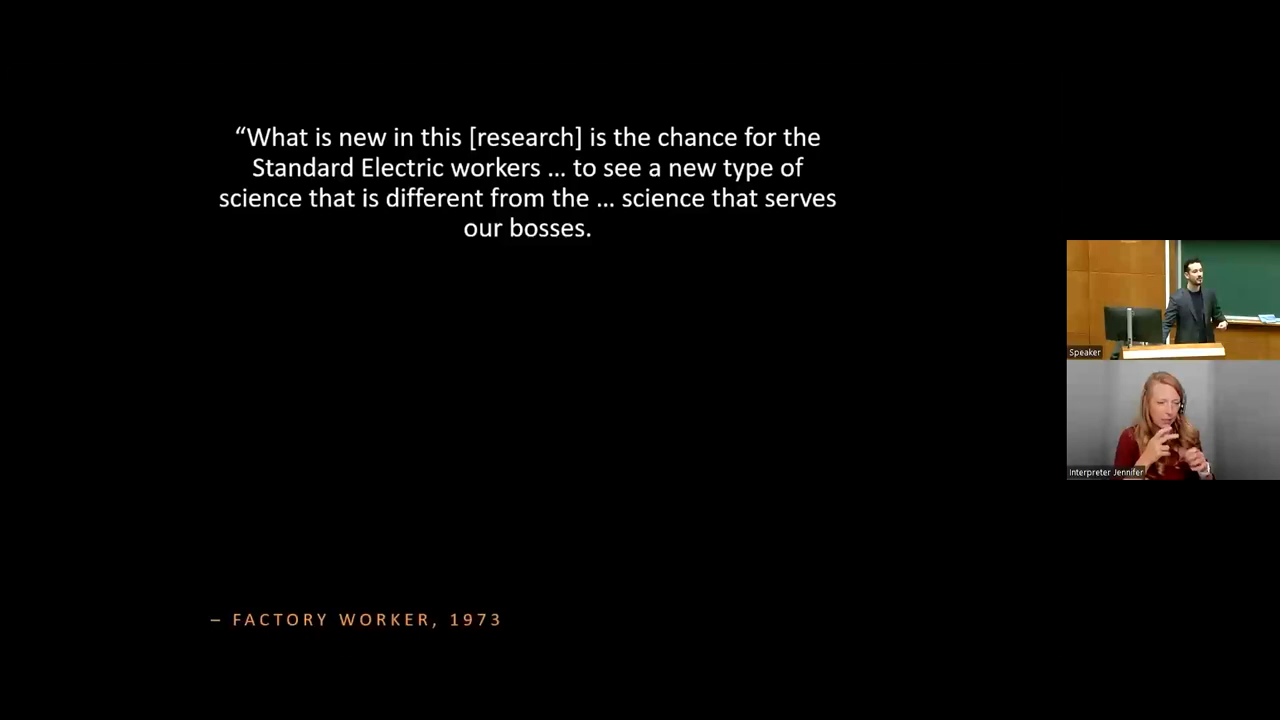 “What is new in this [research] is the chance for the
Standard Electric workers … to see a new type of
science that is different from the … science that serves
our bosses.
Speaker
Interpreter Jennifer
– FACTORY WORKER, 1973